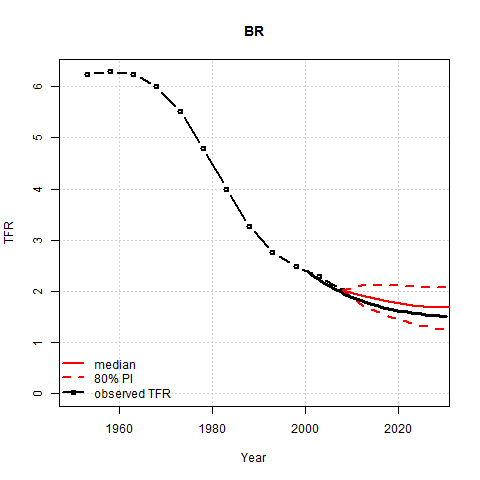 BR
6
5
4
3
2
1
0
TFR
median
80% PI
observed TFR
1960 1980 2000 2020
Year